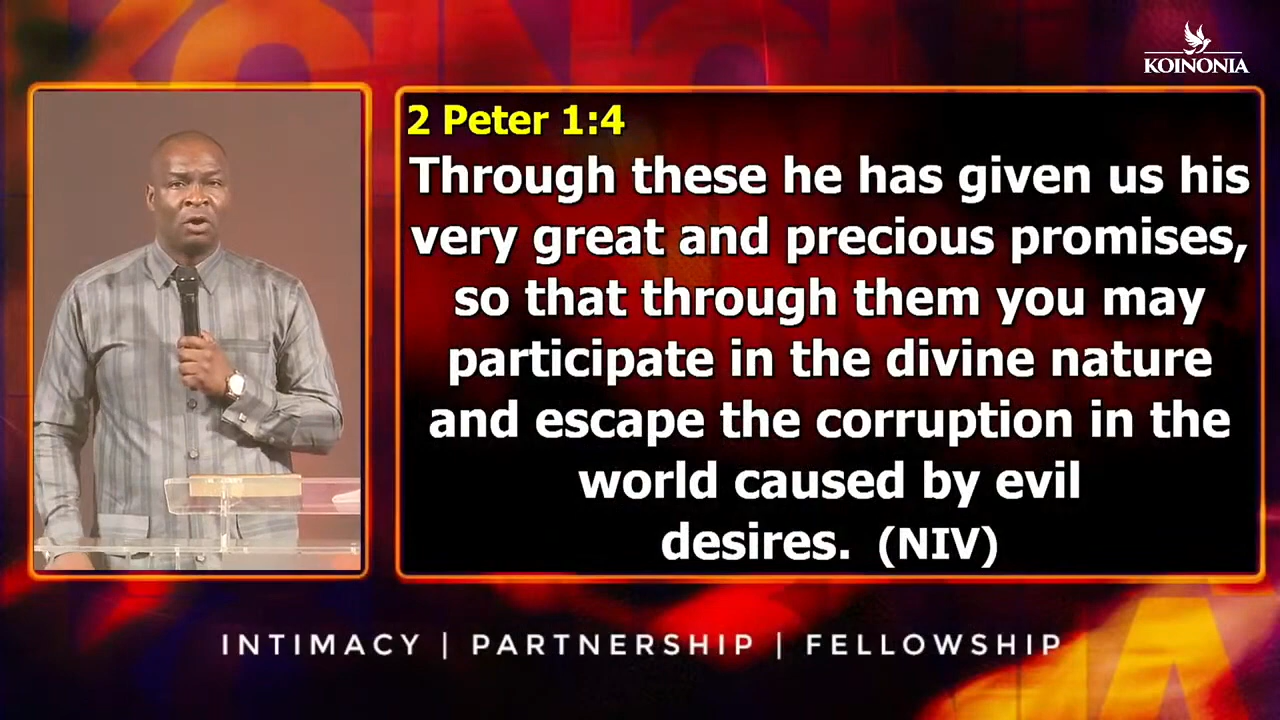 KOINONIA
2 Peter 1:4
Through these he has given us his
very great and precious promises,
so that through them you may
participate in the divine nature
and escape the corruption in the
world caused by evil
desires. (NIV)
INTIMACY | PARTNERSHIP | FELLOWSHIP